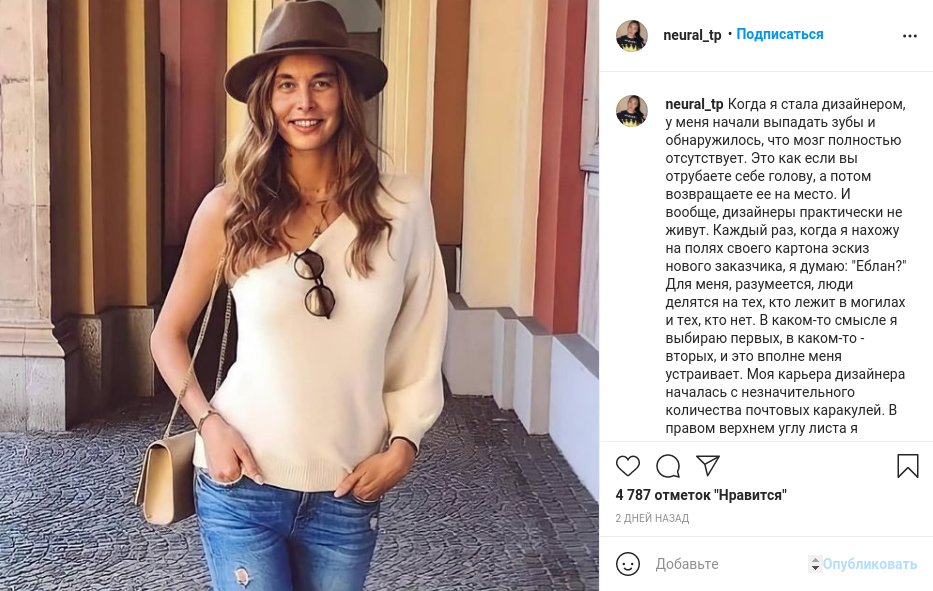 neural_tp • Подписаться
neural_tp Когда я стала дизайнером,
у меня начали выпадать зубы и
обнаружилось, что мозг полностью
отсутствует. Это как если вы
отрубаете себе голову, а потом
возвращаете ее на место. И
вообще, дизайнеры практически не
живут. Каждый раз, когда я нахожу
на полях своего картона эскиз
нового заказчика, я думаю: "Еблан?"
Для меня, разумеется, люди
делятся на тех, кто лежит в могилах
и тех, кто нет. В каком-то смысле я
выбираю первых, в каком-то -
вторых, и это вполне меня
устраивает. Моя карьера дизайнера
началась с незначительного
количества почтовых каракулей. В
правом верхнем углу листа я
4 787 отметок "Нравится"
2 ДНЕЙ НАЗАД
Добавьте Опубликовать